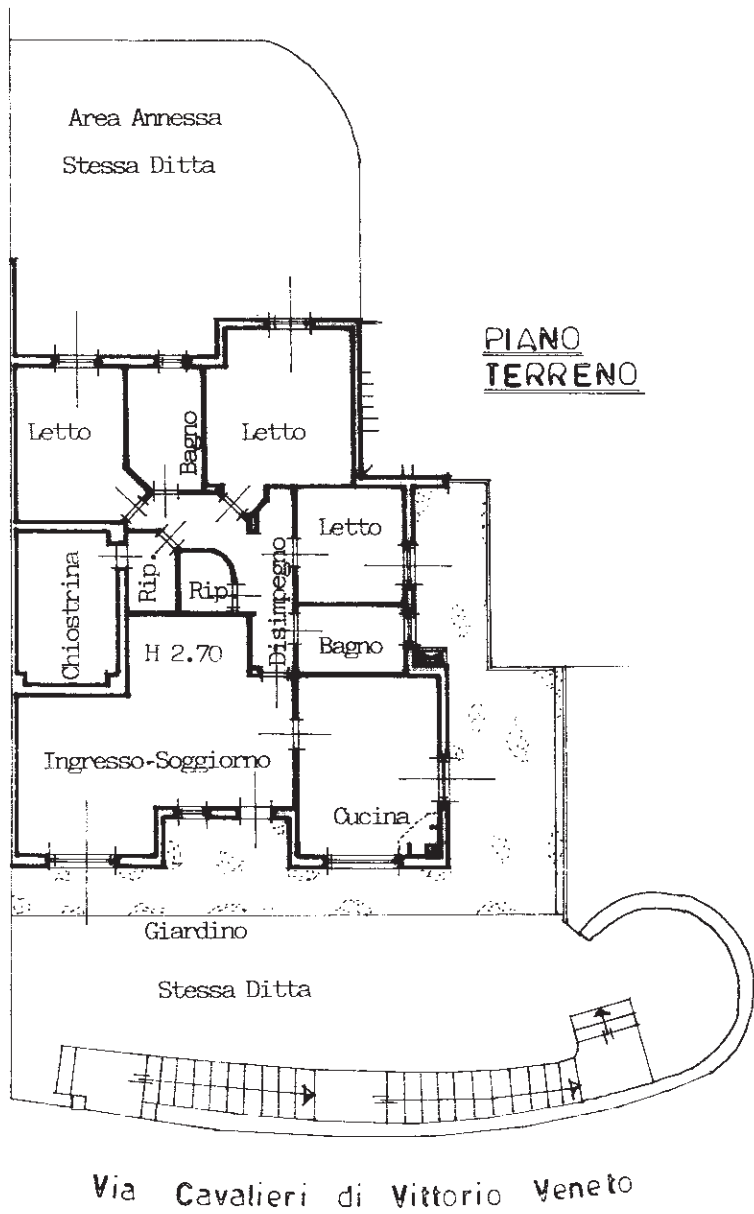 Area Annessa
Stessa Ditta
PIANO
TERRENO
Letto
Bagno
Letto
Letto
Chiostrina
Rip.
Rip.
Disimpegno
H 2.70
Bagno
Ingresso-Soggiorno
Cucina
Giardino
Stessa Ditta
Via Cavalieri di Vittorio Veneto